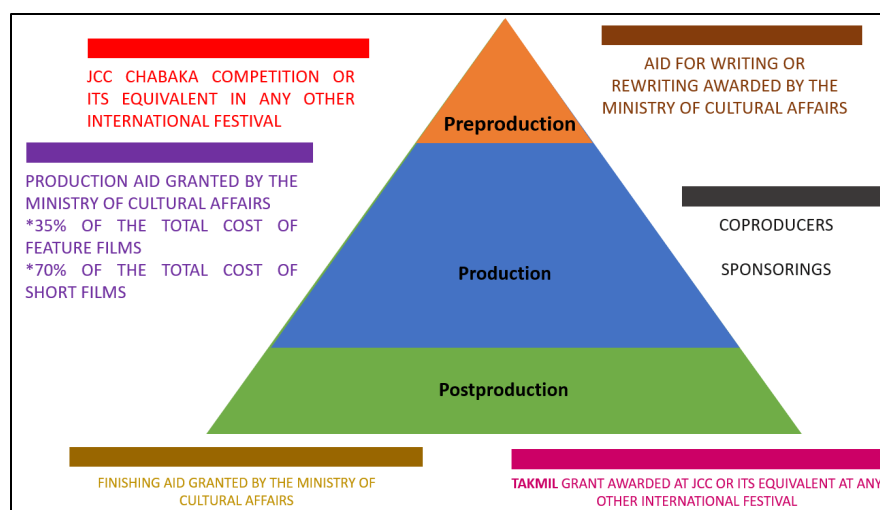 JCC CHABAKA COMPETITION OR
ITS EQUIVALENT IN ANY OTHER
INTERNATIONAL FESTIVAL
AID FOR WRITING OR
REWRITING AWARDED BY THE
MINISTRY OF CULTURAL AFFAIRS
Preproduction
PRODUCTION AID GRANTED BY THE
MINISTRY OF CULTURAL AFFAIRS
*35% OF THE TOTAL COST OF
FEATURE FILMS
*70% OF THE TOTAL COST OF
SHORT FILMS
COPRODUCERS
SPONSORINGS
Production
Postproduction
FINISHING AID GRANTED BY THE MINISTRY OF
CULTURAL AFFAIRS
TAKMIL GRANT AWARDED AT JCC OR ITS EQUIVALENT AT ANY
OTHER INTERNATIONAL FESTIVAL